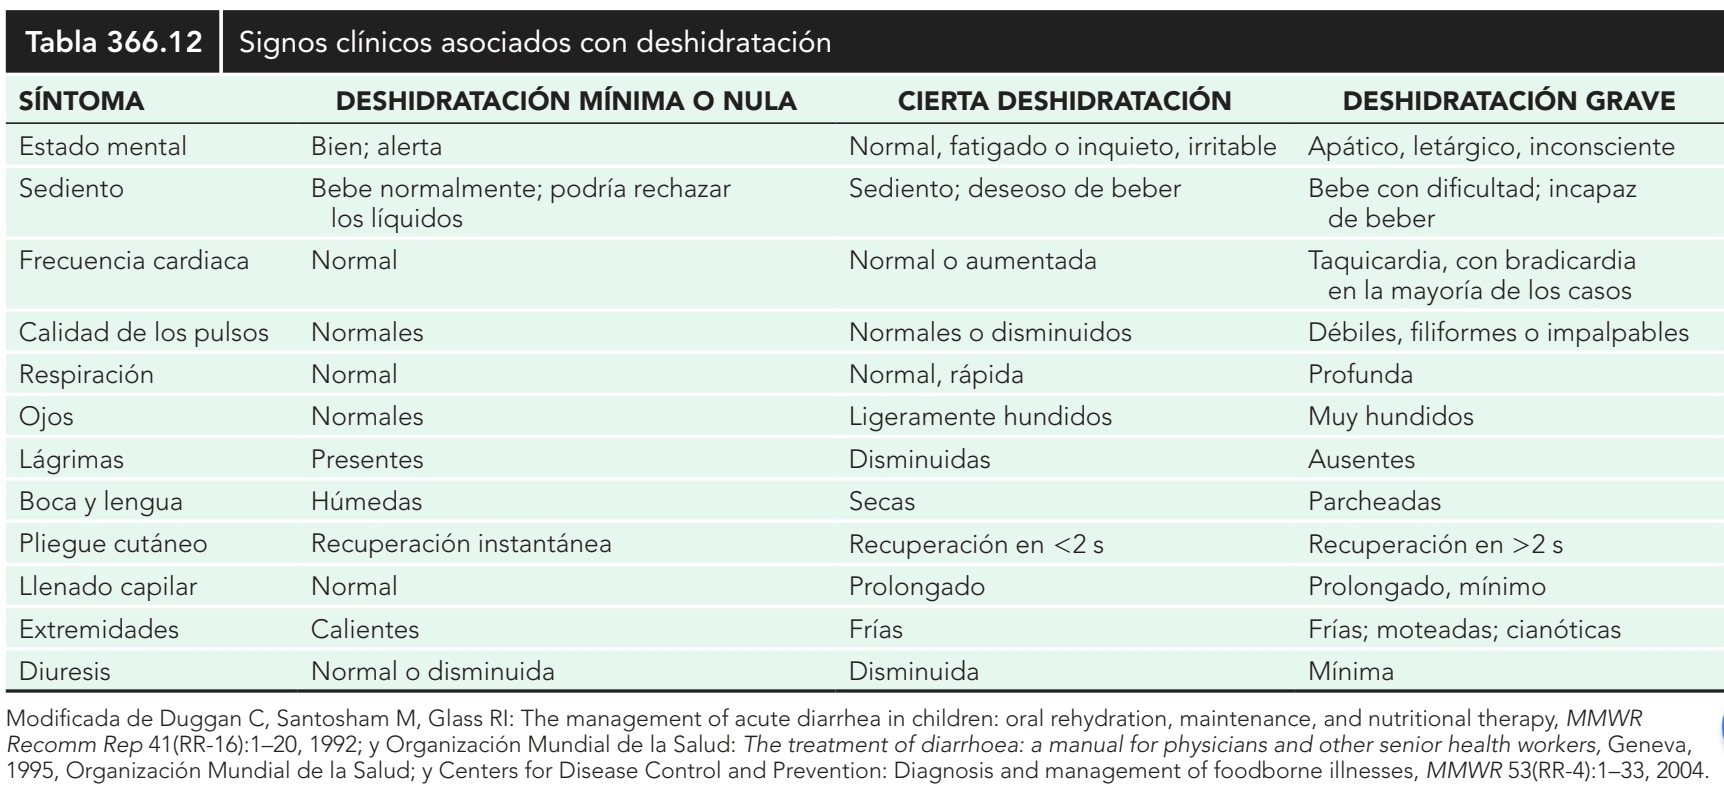 Tabla 366.12 Signos clínicos asociados con deshidratación
SÍNTOMA DESHIDRATACIÓN MÍNIMA O NULA CIERTA DESHIDRATACIÓN DESHIDRATACIÓN GRAVE
Estado mental Bien; alerta Normal, fatigado o inquieto, irritable Apático, letárgico, inconsciente
Sediento Bebe normalmente; podría rechazar Sediento; deseoso de beber Bebe con dificultad; incapaz
los líquidos de beber
Frecuencia cardiaca Normal Normal o aumentada Taquicardia, con bradicardia
en la mayoría de los casos
Calidad de los pulsos Normales Normales o disminuidos Débiles, filiformes o impalpables
Respiración Normal Normal, rápida Profunda
Ojos Normales Ligeramente hundidos Muy hundidos
Lágrimas Presentes Disminuidas Ausentes
Boca y lengua Húmedas Secas Parcheadas
Pliegue cutáneo Recuperación instantánea Recuperación en <2 s Recuperación en >2 s
Llenado capilar Normal Prolongado Prolongado, mínimo
Extremidades Calientes Frías Frías; moteadas; cianóticas
Diuresis Normal o disminuida Disminuida Mínima
Modificada de Duggan C, Santosham M, Glass RI: The management of acute diarrhea in children: oral rehydration, maintenance, and nutritional therapy, MMWR
Recomm Rep 41(RR-16):1–20, 1992; y Organización Mundial de la Salud: The treatment of diarrhoea: a manual for physicians and other senior health workers, Geneva,
1995, Organización Mundial de la Salud; y Centers for Disease Control and Prevention: Diagnosis and management of foodborne illnesses, MMWR 53(RR-4):1–33, 2004.